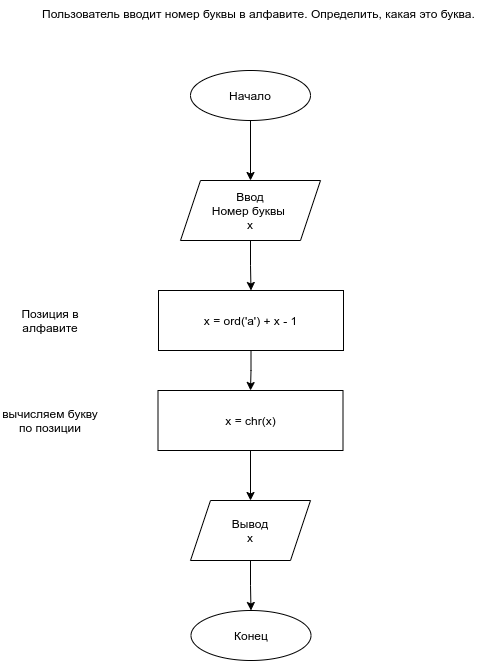 Пользователь вводит номер буквы в алфавите. Определить, какая это буква.
Начало
Ввод
Номер буквы
x
Позиция в
алфавите
x = ord('a') + x - 1
вычисляем букву
по позиции
x = chr(x)
Вывод
x
Конец